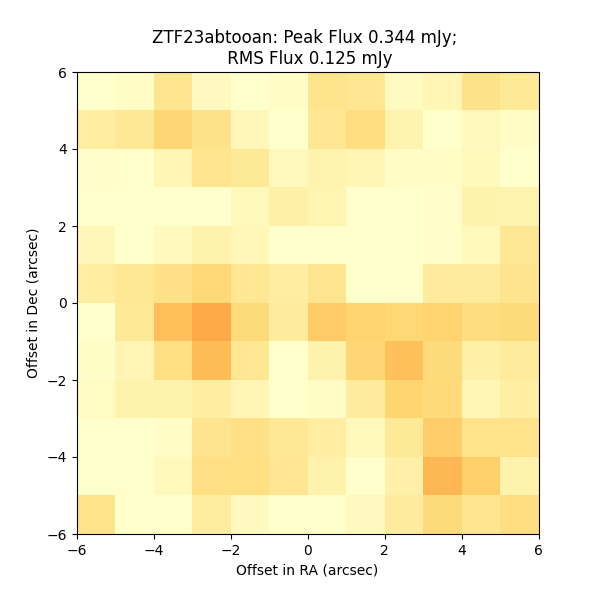 ZTF23abtooan: Peak Flux 0.344 mJy;
RMS Flux 0.125 mJy
6
4
2
0
−2
−4
−6
Offset in Dec (arcsec)
−6 −4 −2 0 2 4 6
Offset in RA (arcsec)